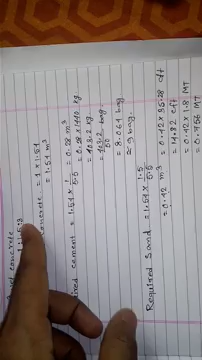 concrete
1:1.5:3
concrete = 1 × 1.54
= 1.54 m³
cement = 1.54 × 1/5.5 = 0.28 m³
= 0.28 × 1440 kg
= 403.2 kg
= 403.2/50 bag
= 8.064 bag
≈ 9 bag
Required Sand = 1.54 × 1.5/5.5
= 0.42 m³ = 0.42 × 35.28 cft
= 14.82 cft
= 0.42 × 1.8 MT
= 0.756 MT